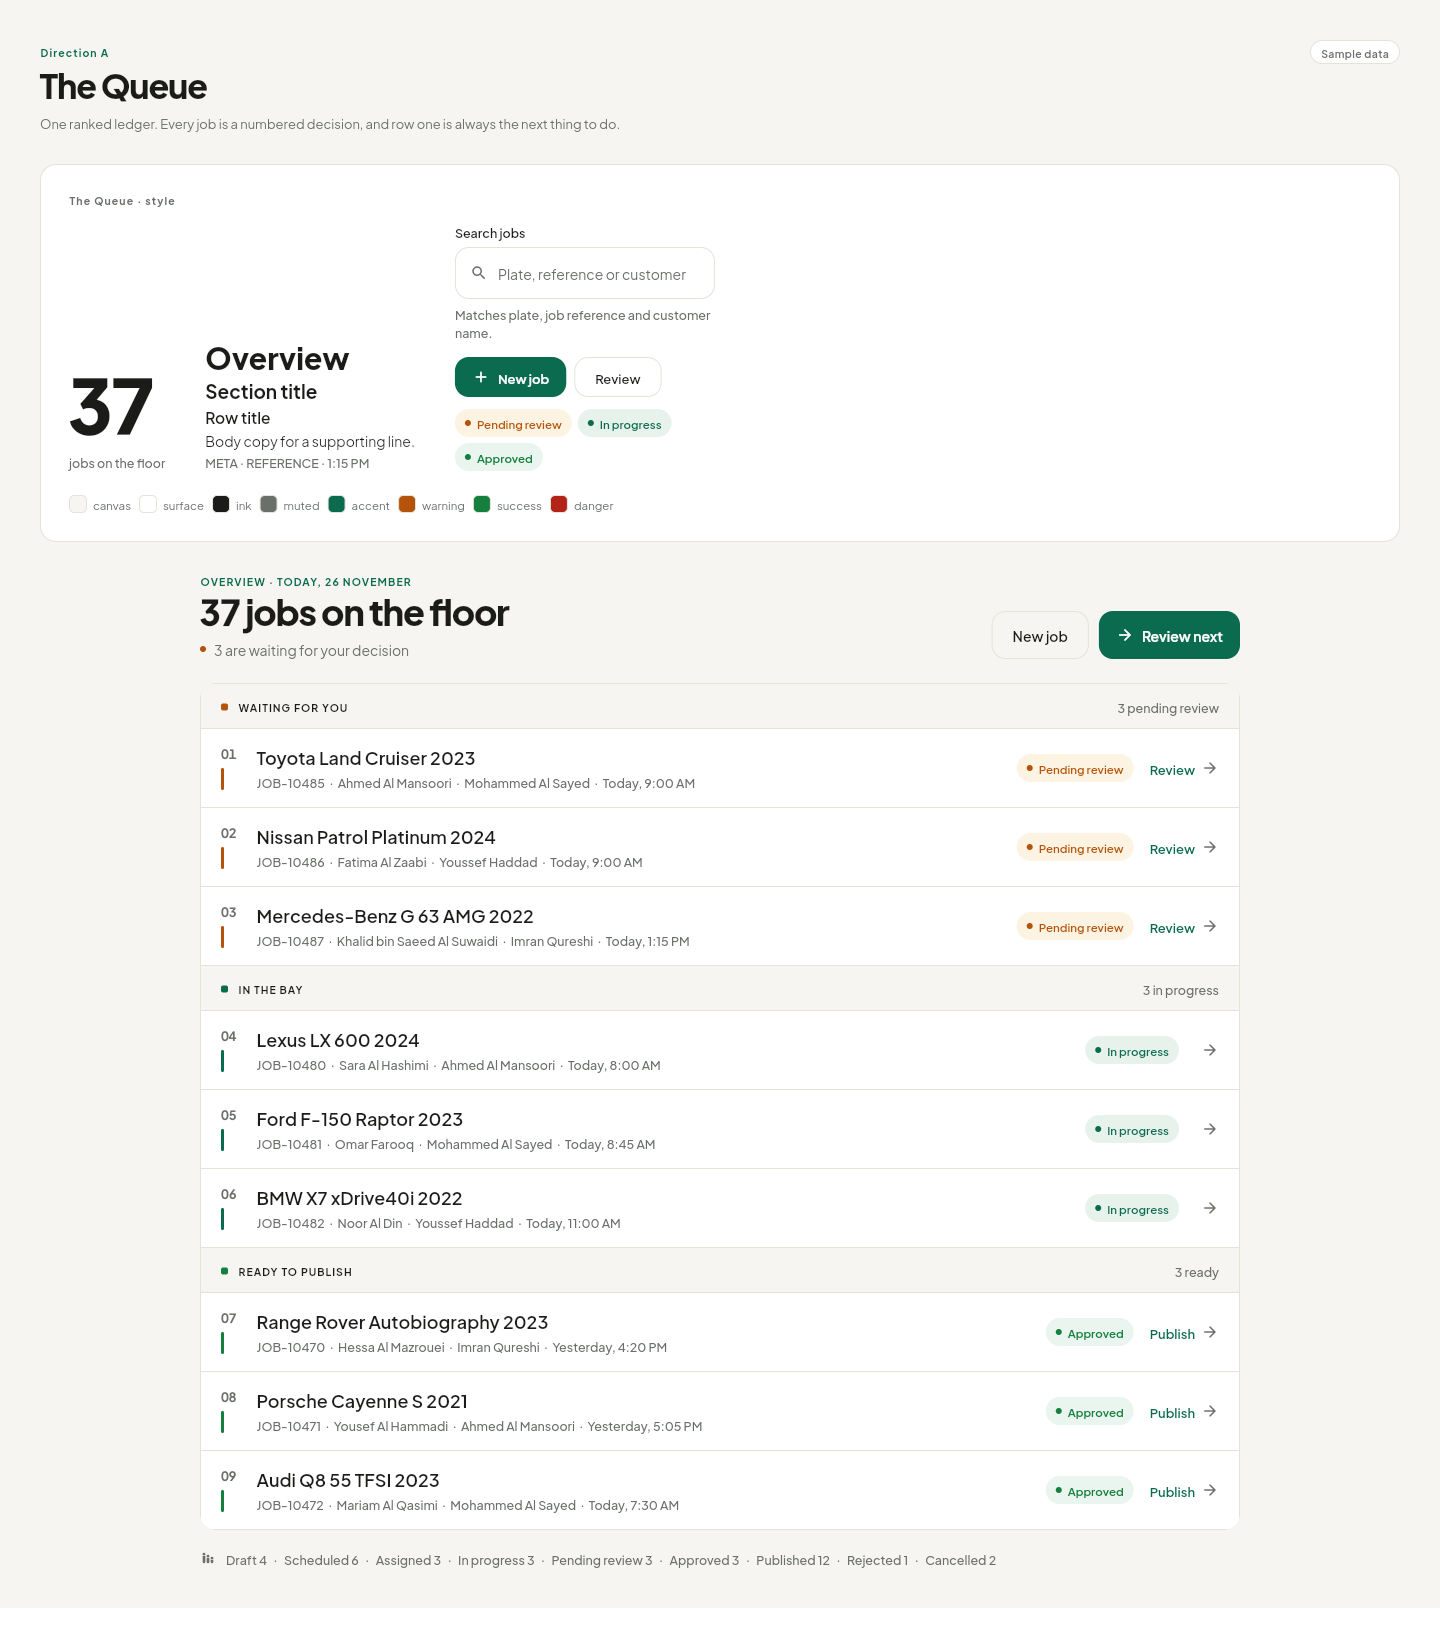 Direction A
Sample data
The Queue
One ranked ledger. Every job is a numbered decision, and row one is always the next thing to do.
The Queue · style
37
jobs on the floor
Overview
Section title
Row title
Body copy for a supporting line.
META · REFERENCE · 1:15 PM
Search jobs
Plate, reference or customer
Matches plate, job reference and customer
name.
New job
Review
Pending review
In progress
Approved
canvas surface ink muted accent warning success danger
OVERVIEW · TODAY, 26 NOVEMBER
37 jobs on the floor
3 are waiting for your decision
New job
Review next
WAITING FOR YOU
3 pending review
01
Toyota Land Cruiser 2023
JOB-10485 · Ahmed Al Mansoori · Mohammed Al Sayed · Today, 9:00 AM
Pending review
Review
02
Nissan Patrol Platinum 2024
JOB-10486 · Fatima Al Zaabi · Youssef Haddad · Today, 9:00 AM
Pending review
Review
03
Mercedes-Benz G 63 AMG 2022
JOB-10487 · Khalid bin Saeed Al Suwaidi · Imran Qureshi · Today, 1:15 PM
Pending review
Review
IN THE BAY
3 in progress
04
Lexus LX 600 2024
JOB-10480 · Sara Al Hashimi · Ahmed Al Mansoori · Today, 8:00 AM
In progress
05
Ford F-150 Raptor 2023
JOB-10481 · Omar Farooq · Mohammed Al Sayed · Today, 8:45 AM
In progress
06
BMW X7 xDrive40i 2022
JOB-10482 · Noor Al Din · Youssef Haddad · Today, 11:00 AM
In progress
READY TO PUBLISH
3 ready
07
Range Rover Autobiography 2023
JOB-10470 · Hessa Al Mazrouei · Imran Qureshi · Yesterday, 4:20 PM
Approved
Publish
08
Porsche Cayenne S 2021
JOB-10471 · Yousef Al Hammadi · Ahmed Al Mansoori · Yesterday, 5:05 PM
Approved
Publish
09
Audi Q8 55 TFSI 2023
JOB-10472 · Mariam Al Qasimi · Mohammed Al Sayed · Today, 7:30 AM
Approved
Publish
Draft 4 · Scheduled 6 · Assigned 3 · In progress 3 · Pending review 3 · Approved 3 · Published 12 · Rejected 1 · Cancelled 2